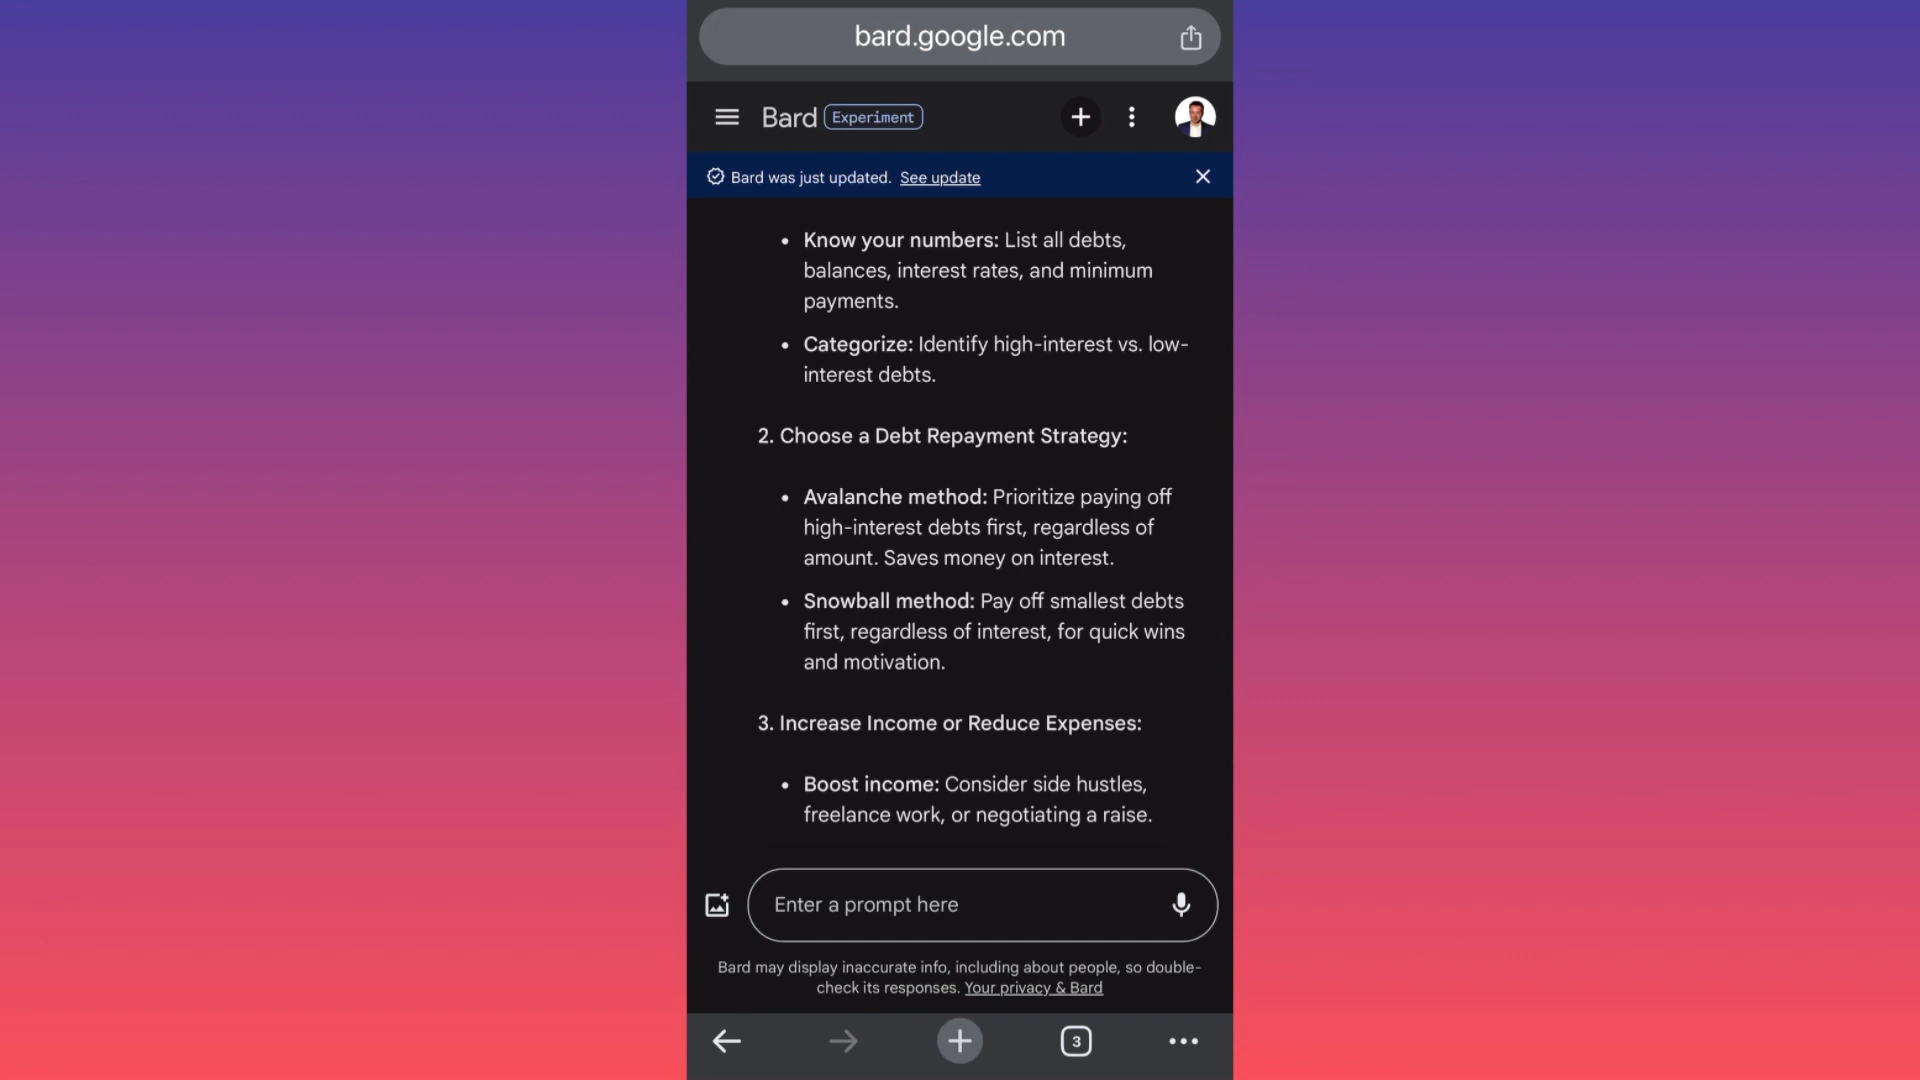 bard.google.com
Bard Experiment
Bard was just updated. See update
• Know your numbers: List all debts,
balances, interest rates, and minimum
payments.
• Categorize: Identify high-interest vs. low-
interest debts.
2. Choose a Debt Repayment Strategy:
• Avalanche method: Prioritize paying off
high-interest debts first, regardless of
amount. Saves money on interest.
• Snowball method: Pay off smallest debts
first, regardless of interest, for quick wins
and motivation.
3. Increase Income or Reduce Expenses:
• Boost income: Consider side hustles,
freelance work, or negotiating a raise.
Enter a prompt here
Bard may display inaccurate info, including about people, so double-
check its responses. Your privacy & Bard
3